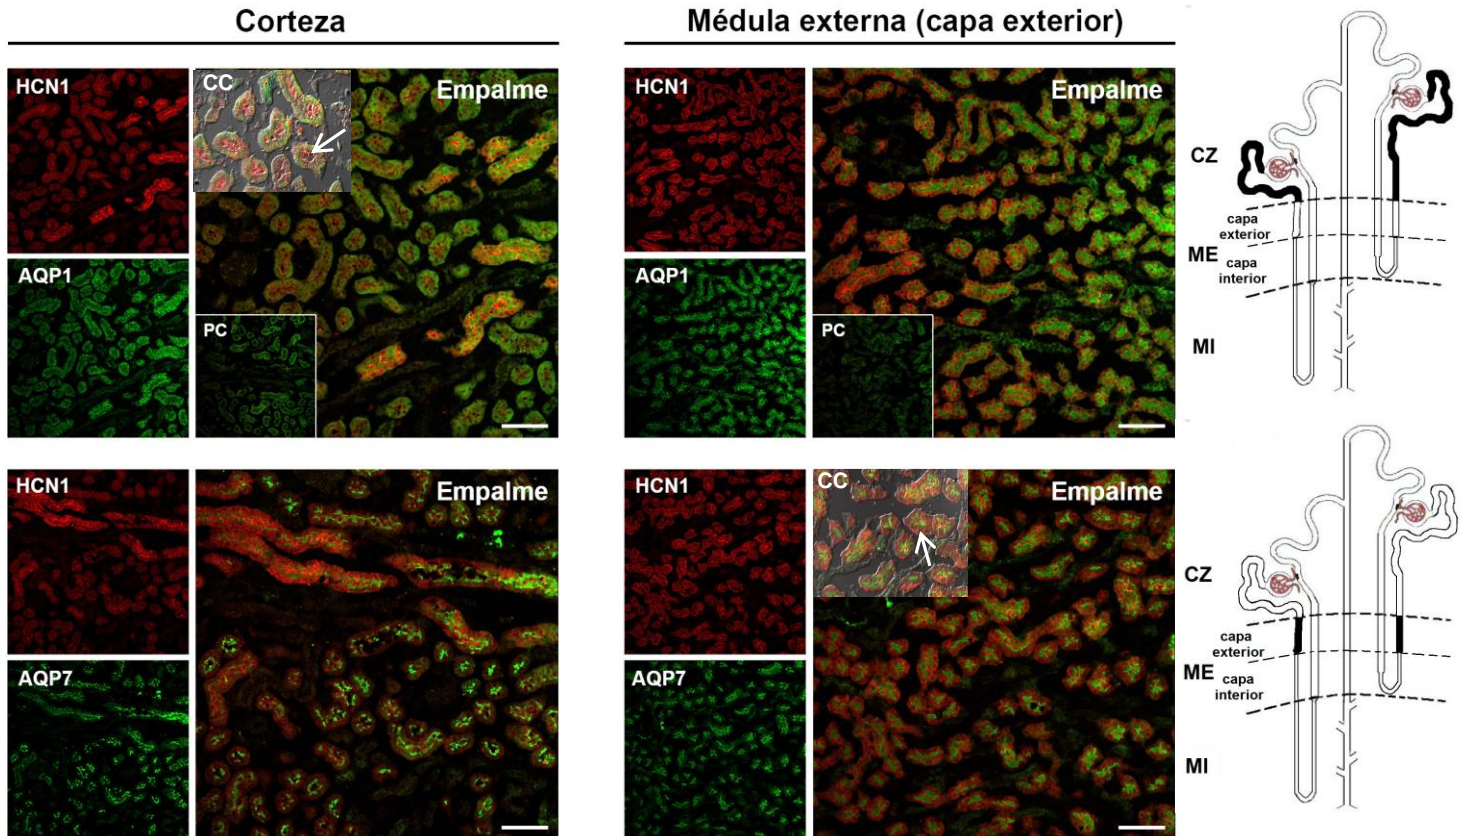 Corteza
Médula externa (capa exterior)
HCN1
CC
Empalme
AQP1
PC
HCN1
Empalme
AQP1
PC
CZ
capa
exterior
ME
capa
interior
MI
HCN1
Empalme
AQP7
HCN1
CC
Empalme
AQP7
CZ
capa
exterior
ME
capa
interior
MI